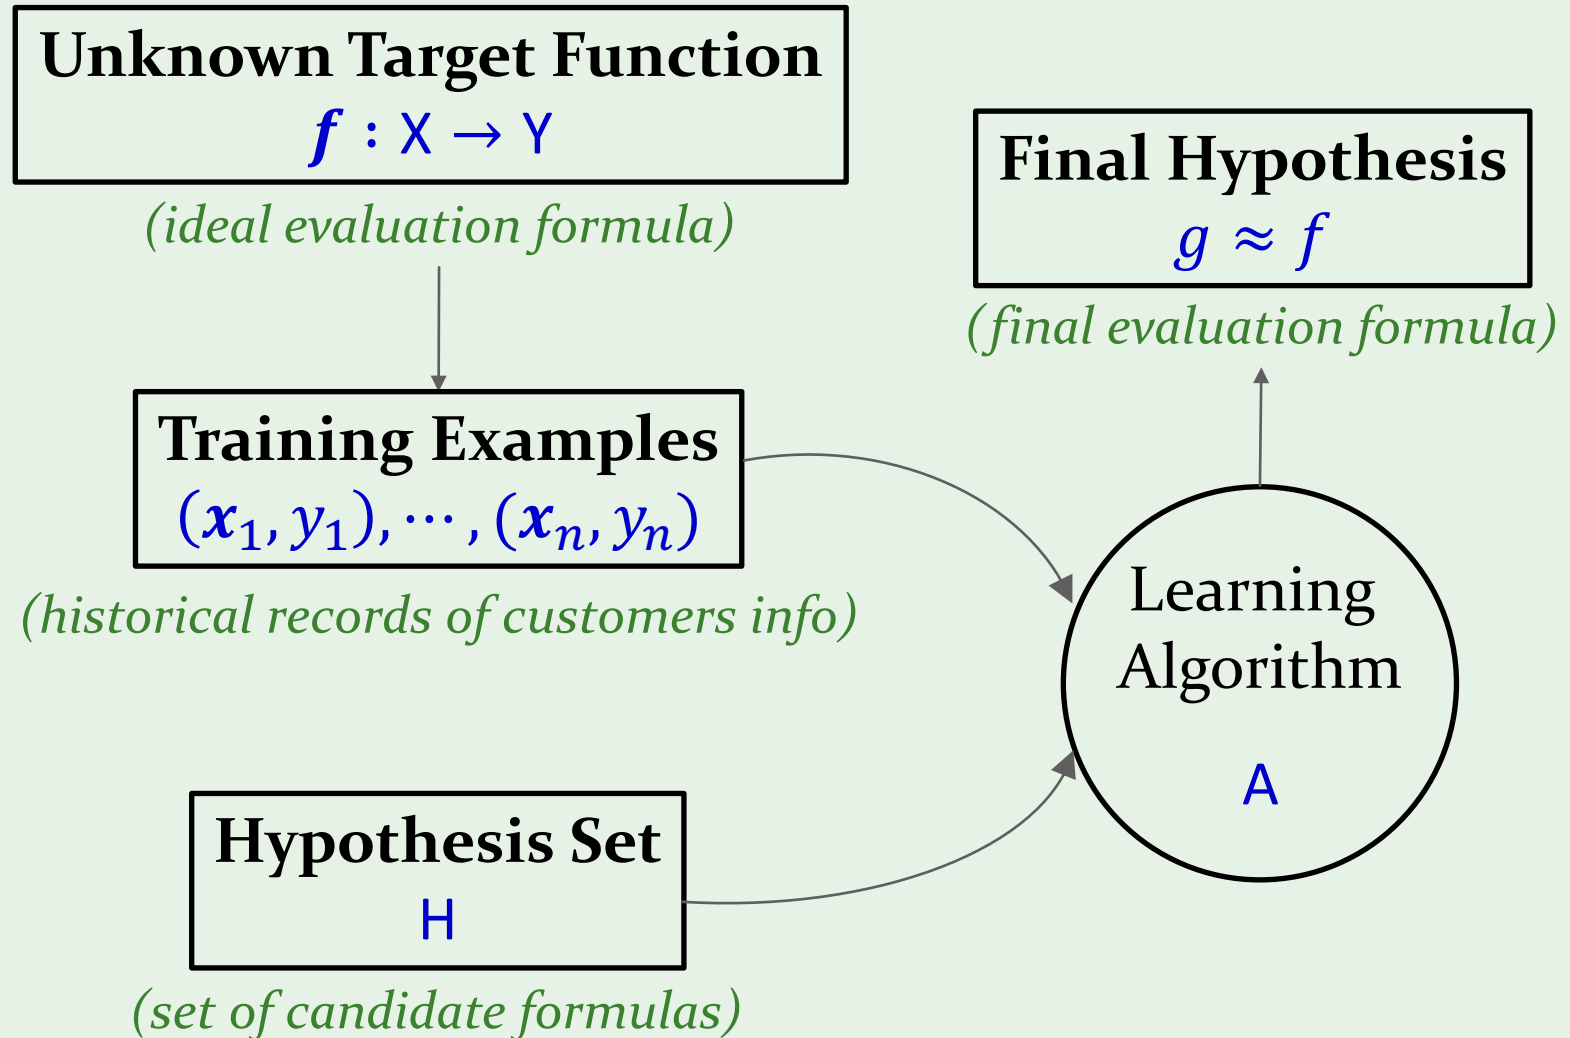 Unknown Target Function
f : X → Y
(ideal evaluation formula)
Final Hypothesis
g ≈ f
(final evaluation formula)
Training Examples
(x₁, y₁), ⋯ , (xₙ, yₙ)
(historical records of customers info)
Learning
Algorithm
A
Hypothesis Set
H
(set of candidate formulas)